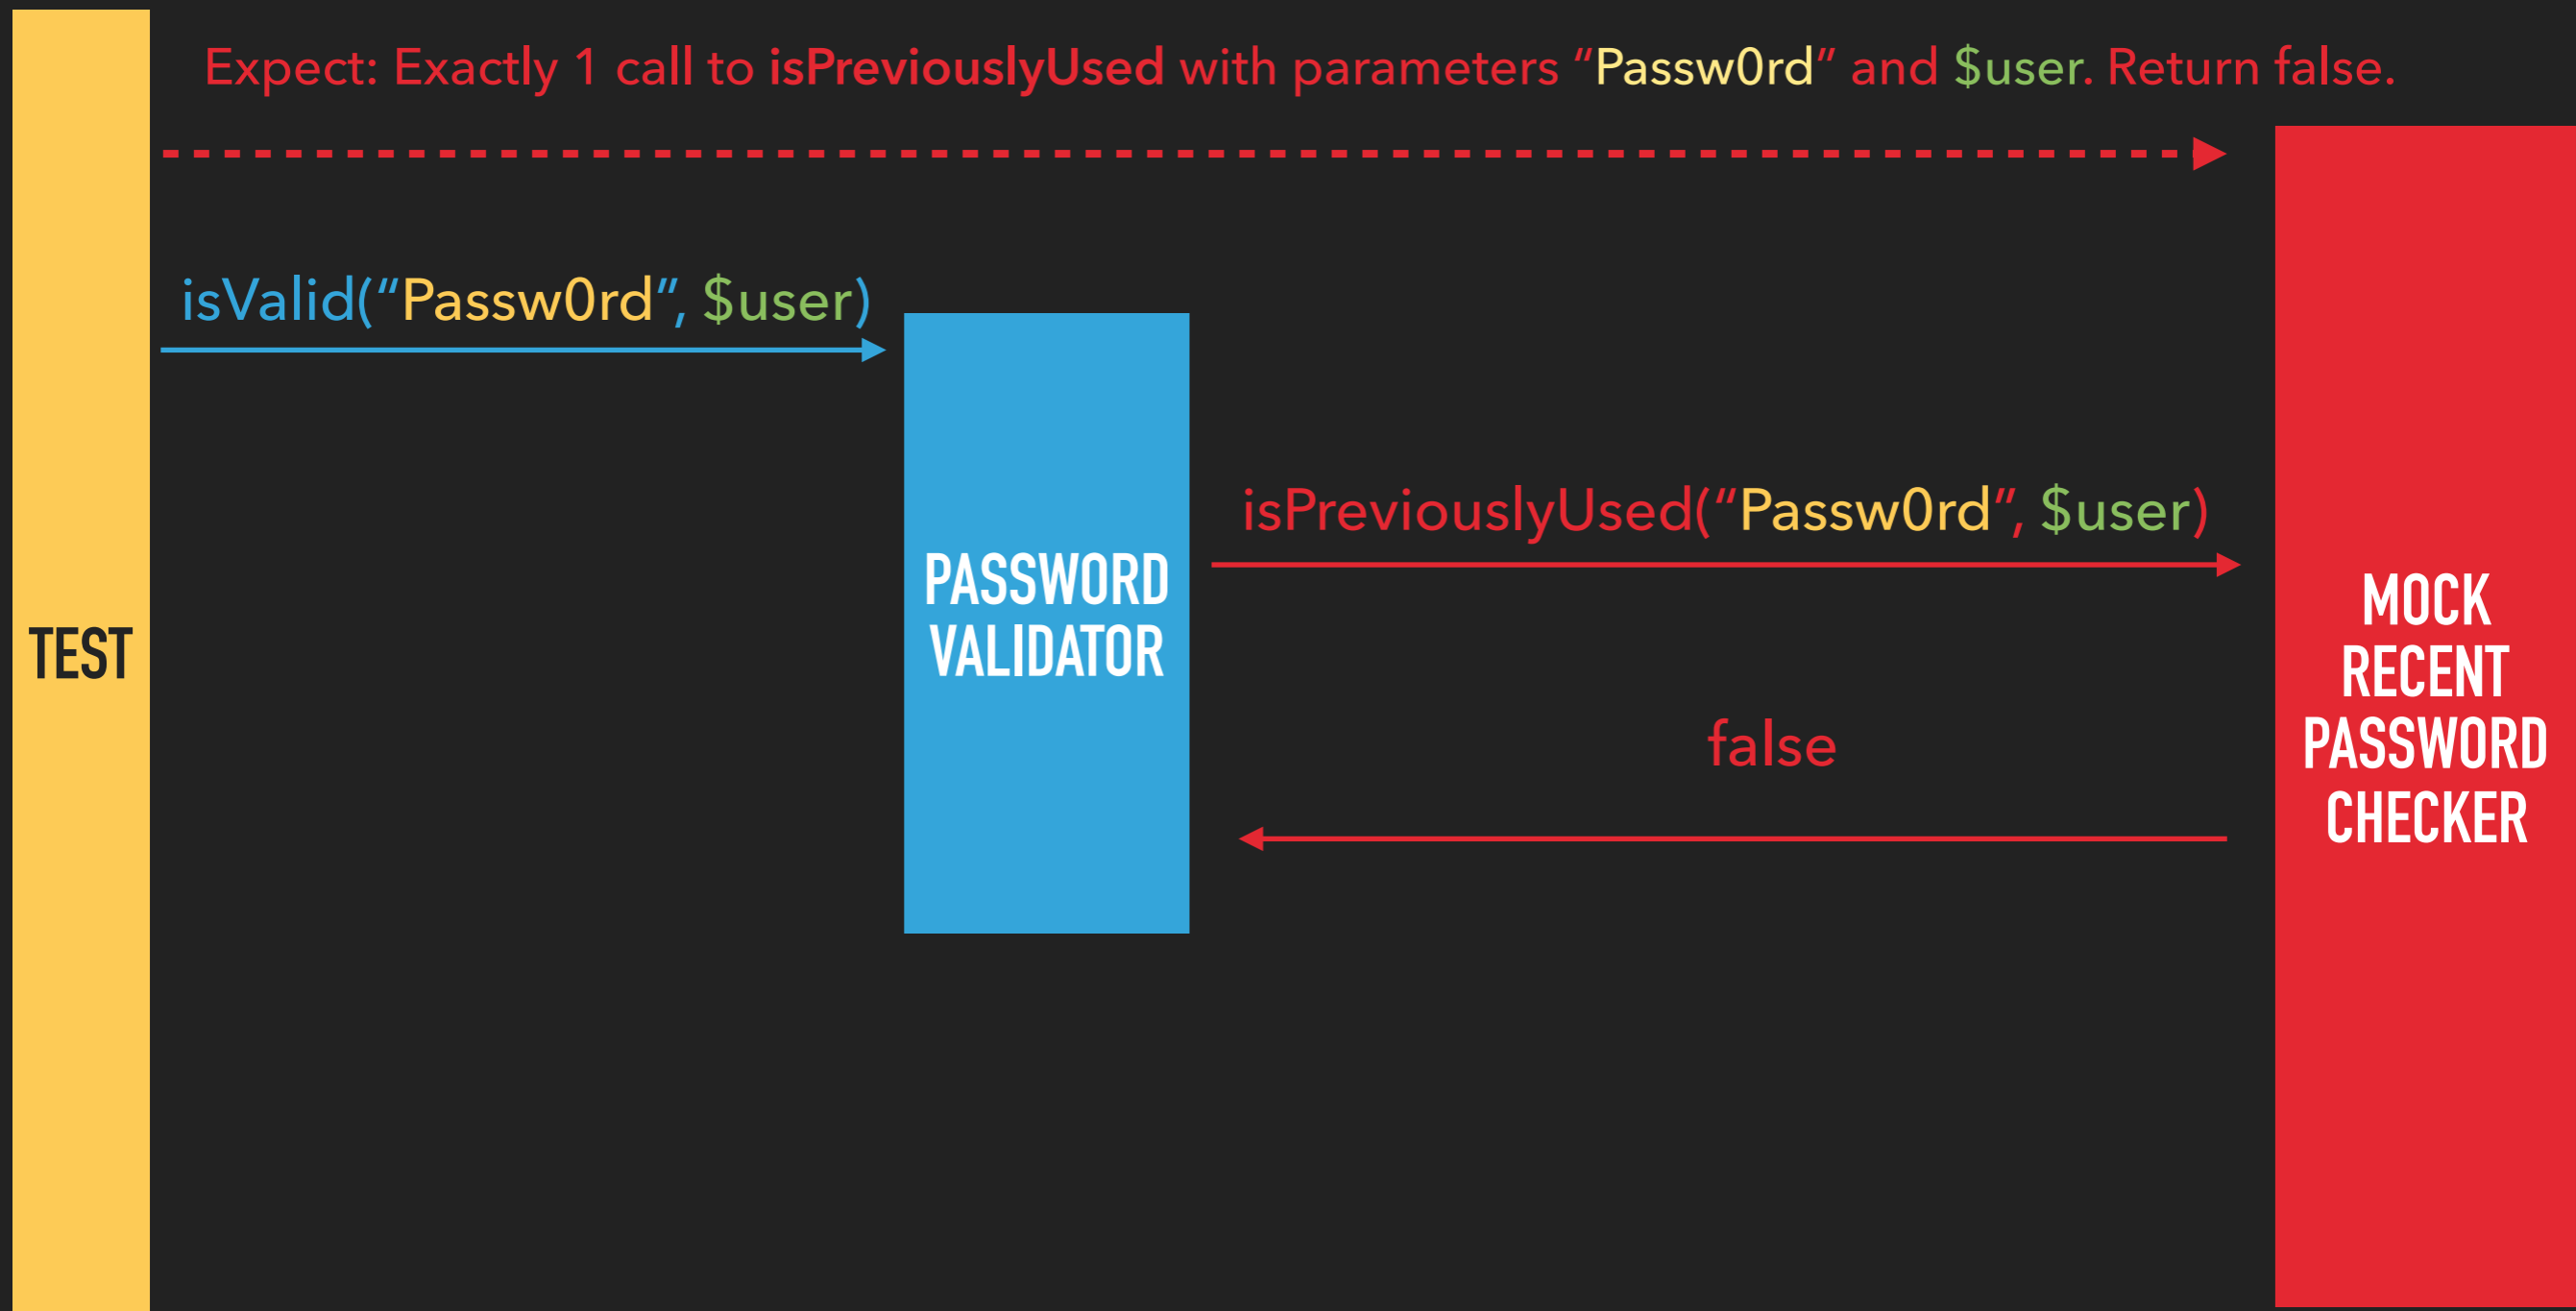 Expect: Exactly 1 call to isPreviouslyUsed with parameters “Passw0rd” and $user. Return false.
isValid(“Passw0rd”, $user)
isPreviouslyUsed(“Passw0rd”, $user)
TEST
PASSWORD
VALIDATOR
false
MOCK
RECENT
PASSWORD
CHECKER